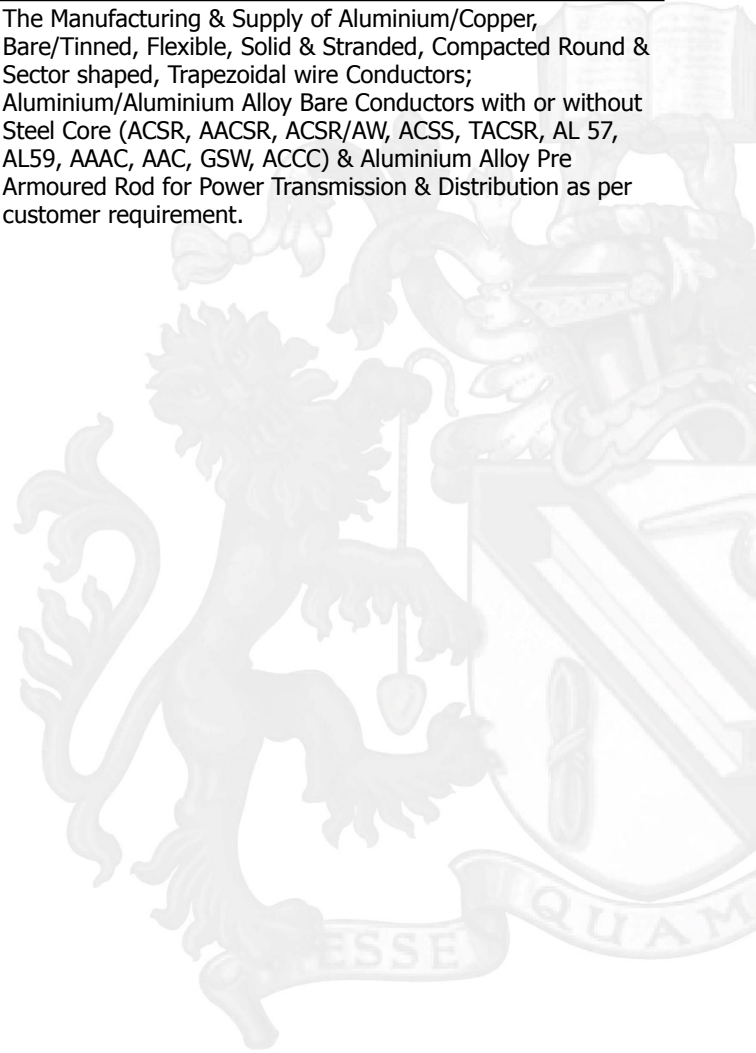 The Manufacturing & Supply of Aluminium/Copper,
Bare/Tinned, Flexible, Solid & Stranded, Compacted Round &
Sector shaped, Trapezoidal wire Conductors;
Aluminium/Aluminium Alloy Bare Conductors with or without
Steel Core (ACSR, AACSR, ACSR/AW, ACSS, TACSR, AL 57,
AL59, AAAC, AAC, GSW, ACCC) & Aluminium Alloy Pre
Armoured Rod for Power Transmission & Distribution as per
customer requirement.
ESSE QUAM